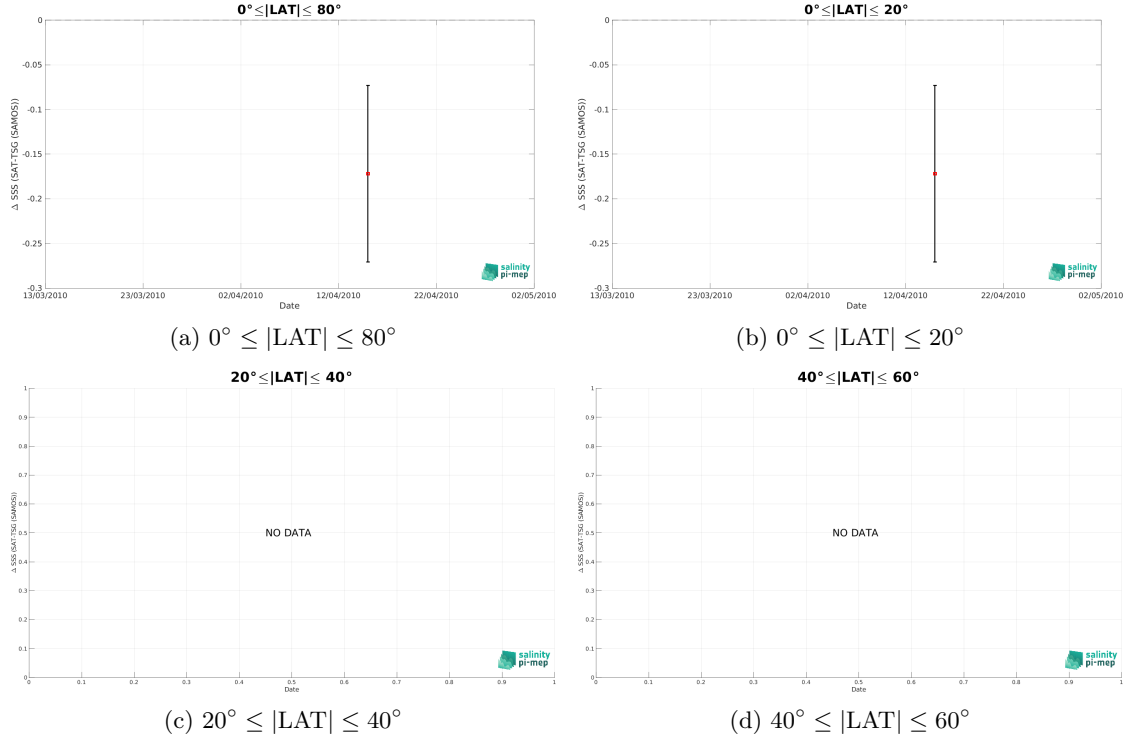 0°≤|LAT|≤ 80°
0
-0.05
-0.1
-0.15
-0.2
-0.25
-0.3
Δ SSS (SAT-TSG (SAMOS))
13/03/2010 23/03/2010 02/04/2010 12/04/2010 22/04/2010 02/05/2010
Date
salinity
pi-mep
(a) 0° ≤ |LAT| ≤ 80°
0°≤|LAT|≤ 20°
0
-0.05
-0.1
-0.15
-0.2
-0.25
-0.3
Δ SSS (SAT-TSG (SAMOS))
13/03/2010 23/03/2010 02/04/2010 12/04/2010 22/04/2010 02/05/2010
Date
salinity
pi-mep
(b) 0° ≤ |LAT| ≤ 20°
20°≤|LAT|≤ 40°
1
0.9
0.8
0.7
0.6
0.5
0.4
0.3
0.2
0.1
0
Δ SSS (SAT-TSG (SAMOS))
NO DATA
0 0.1 0.2 0.3 0.4 0.5 0.6 0.7 0.8 0.9 1
Date
salinity
pi-mep
(c) 20° ≤ |LAT| ≤ 40°
40°≤|LAT|≤ 60°
1
0.9
0.8
0.7
0.6
0.5
0.4
0.3
0.2
0.1
0
Δ SSS (SAT-TSG (SAMOS))
NO DATA
0 0.1 0.2 0.3 0.4 0.5 0.6 0.7 0.8 0.9 1
Date
salinity
pi-mep
(d) 40° ≤ |LAT| ≤ 60°